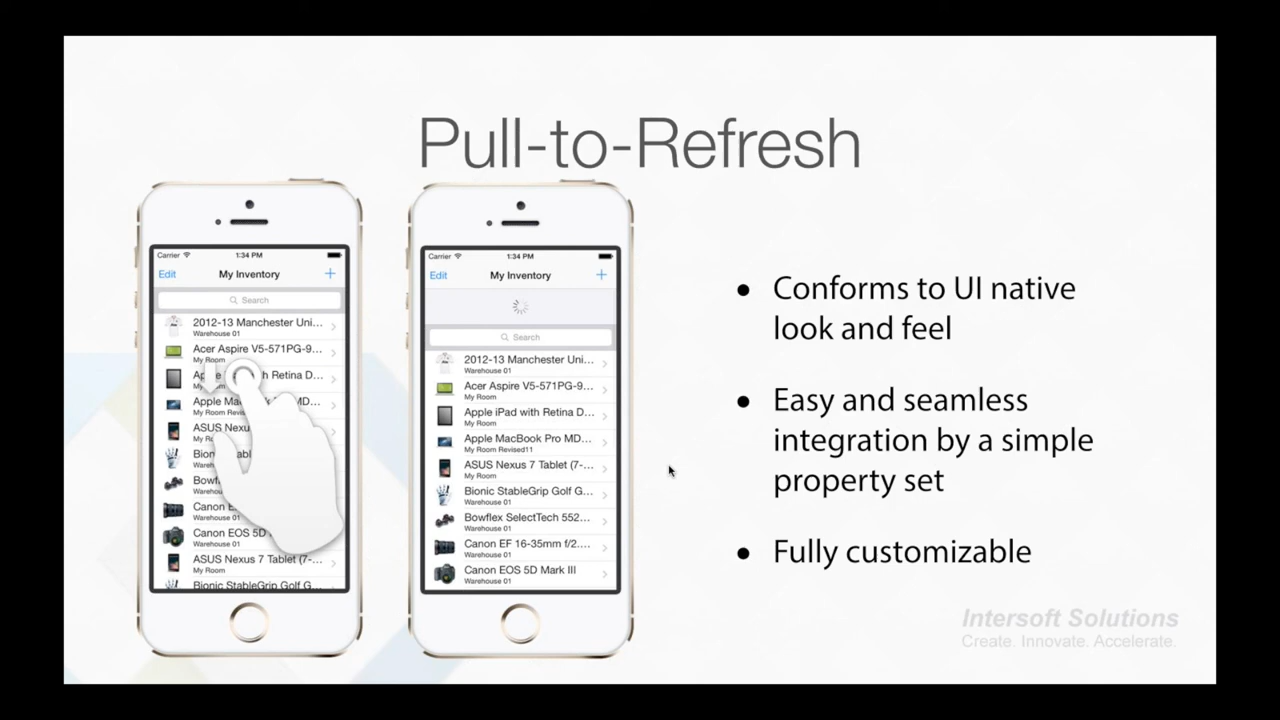 Pull-to-Refresh
Carrier 1:34 PM
Edit My Inventory +
Search
2012-13 Manchester Uni...
Warehouse 01
Acer Aspire V5-571PG-9...
My Room
h Retina D...
Apple Ma MD...
My Room Revis
ASUS
Bion
Canon E
Wareho
Canon EOS 5D
Warehouse 01
ASUS Nexus 7 Tablet (7-...
My Room
Bionic StableGrip Golf G...
Carrier 1:34 PM
Edit My Inventory +
Search
2012-13 Manchester Uni...
Warehouse 01
Acer Aspire V5-571PG-9...
My Room
Apple iPad with Retina D...
My Room
Apple MacBook Pro MD...
My Room Revised11
ASUS Nexus 7 Tablet (7-...
My Room
Bionic StableGrip Golf G...
Warehouse 01
Bowflex SelectTech 552...
Warehouse 01
Canon EF 16-35mm f/2....
Warehouse 01
Canon EOS 5D Mark III
Warehouse 01
● Conforms to UI native
look and feel
● Easy and seamless
integration by a simple
property set
● Fully customizable
Intersoft Solutions
Create. Innovate. Accelerate.